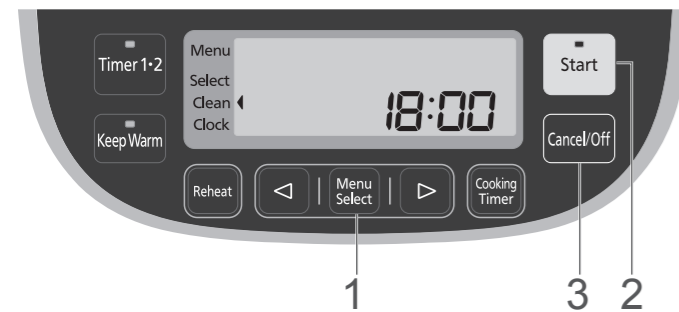 Timer 1•2
Keep Warm
Menu
Select
Clean
Clock
18:00
Start
Cancel/Off
Reheat
Menu
Select
Cooking
Timer
1
3
2